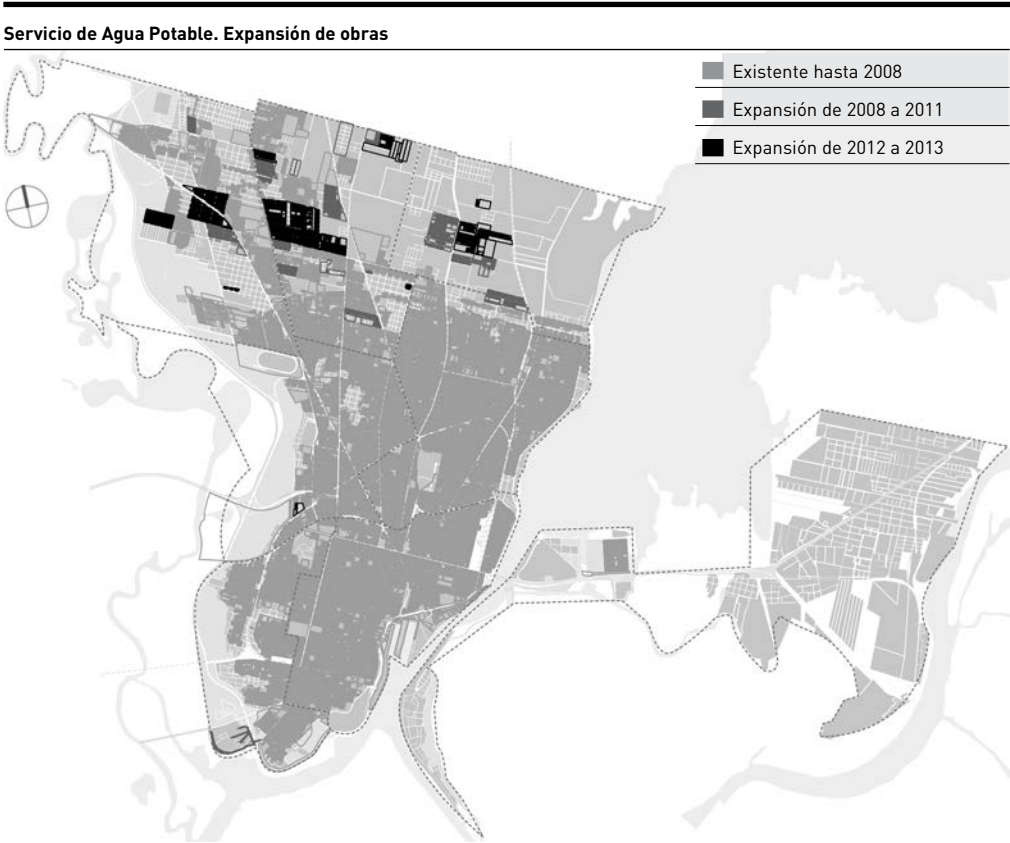 Servicio de Agua Potable. Expansión de obras
Existente hasta 2008
Expansión de 2008 a 2011
Expansión de 2012 a 2013